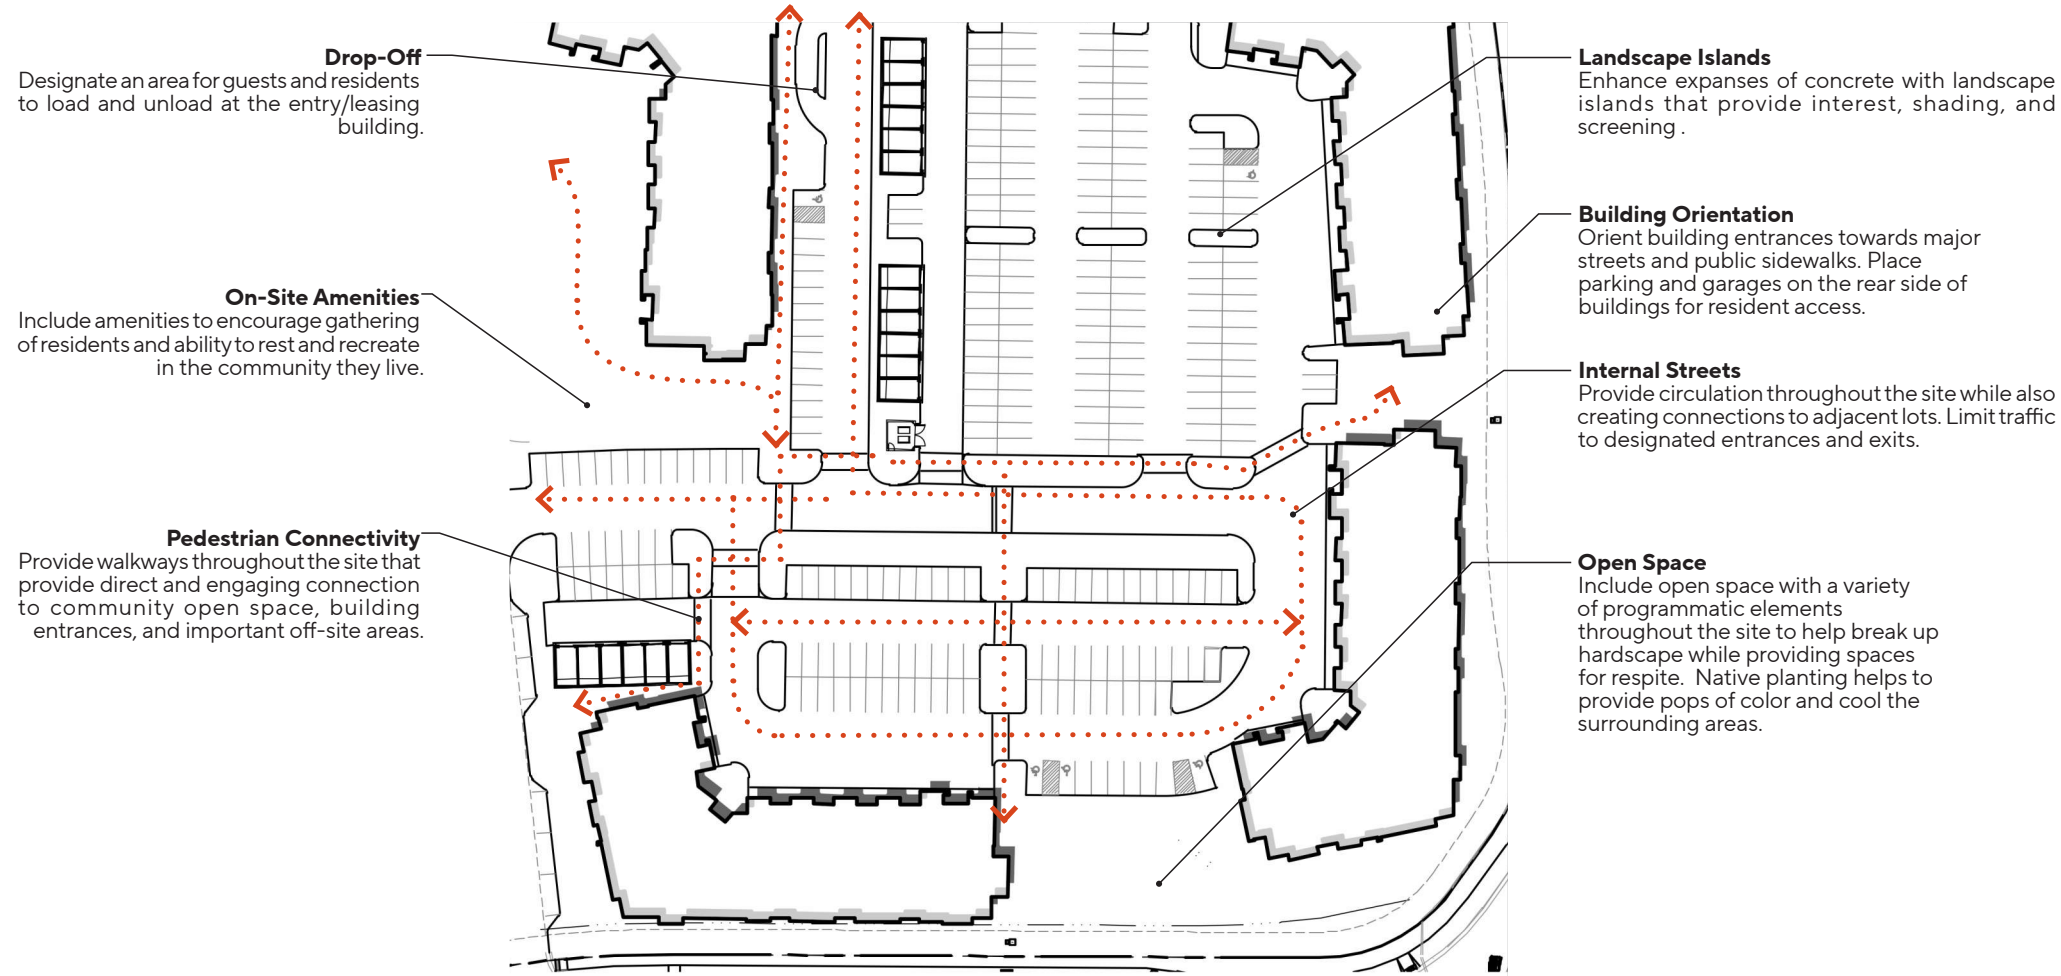 Drop-Off
Designate an area for guests and residents
to load and unload at the entry/leasing
building.
On-Site Amenities
Include amenities to encourage gathering
of residents and ability to rest and recreate
in the community they live.
Pedestrian Connectivity
Provide walkways throughout the site that
provide direct and engaging connection
to community open space, building
entrances, and important off-site areas.
Landscape Islands
Enhance expanses of concrete with landscape
islands that provide interest, shading, and
screening .
Building Orientation
Orient building entrances towards major
streets and public sidewalks. Place
parking and garages on the rear side of
buildings for resident access.
Internal Streets
Provide circulation throughout the site while also
creating connections to adjacent lots. Limit traffic
to designated entrances and exits.
Open Space
Include open space with a variety
of programmatic elements
throughout the site to help break up
hardscape while providing spaces
for respite.  Native planting helps to
provide pops of color and cool the
surrounding areas.